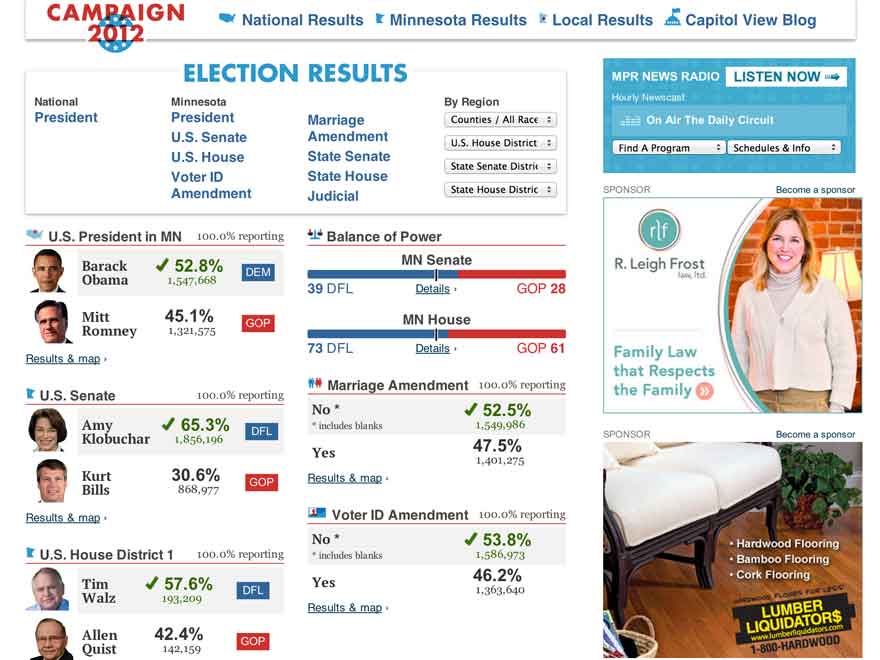 CAMPAIGN
2012
National Results
Minnesota Results
Local Results
Capitol View Blog
ELECTION RESULTS
National
President
Minnesota
President
U.S. Senate
U.S. House
Voter ID
Amendment
Marriage
Amendment
State Senate
State House
Judicial
By Region
Counties / All Race
U.S. House District
State Senate Distric
State House Distric
U.S. President in MN 100.0% reporting
Barack
Obama
52.8%
1,547,668
DEM
Mitt
Romney
45.1%
1,321,575
GOP
Results & map ›
U.S. Senate 100.0% reporting
Amy
Klobuchar
65.3%
1,856,196
DFL
Kurt
Bills
30.6%
868,977
GOP
Results & map ›
U.S. House District 1 100.0% reporting
Tim
Walz
57.6%
193,209
DFL
Allen
Quist
42.4%
142,159
GOP
Balance of Power
MN Senate
39 DFL Details › GOP 28
MN House
73 DFL Details › GOP 61
Marriage Amendment 100.0% reporting
No *
* includes blanks
52.5%
1,549,986
Yes
47.5%
1,401,275
Results & map ›
Voter ID Amendment 100.0% reporting
No *
* includes blanks
53.8%
1,586,973
Yes
46.2%
1,363,640
Results & map ›
MPR NEWS RADIO LISTEN NOW
Hourly Newscast
On Air The Daily Circuit
Find A Program
Schedules & Info
SPONSOR Become a sponsor
rlf
R. Leigh Frost
law, ltd.
Family Law
that Respects
the Family »
SPONSOR Become a sponsor
• Hardwood Flooring
• Bamboo Flooring
• Cork Flooring
HARDWOOD FLOORS FOR LESS!
LUMBER
LIQUIDATOR$
www.lumberliquidators.com
1-800-HARDWOOD